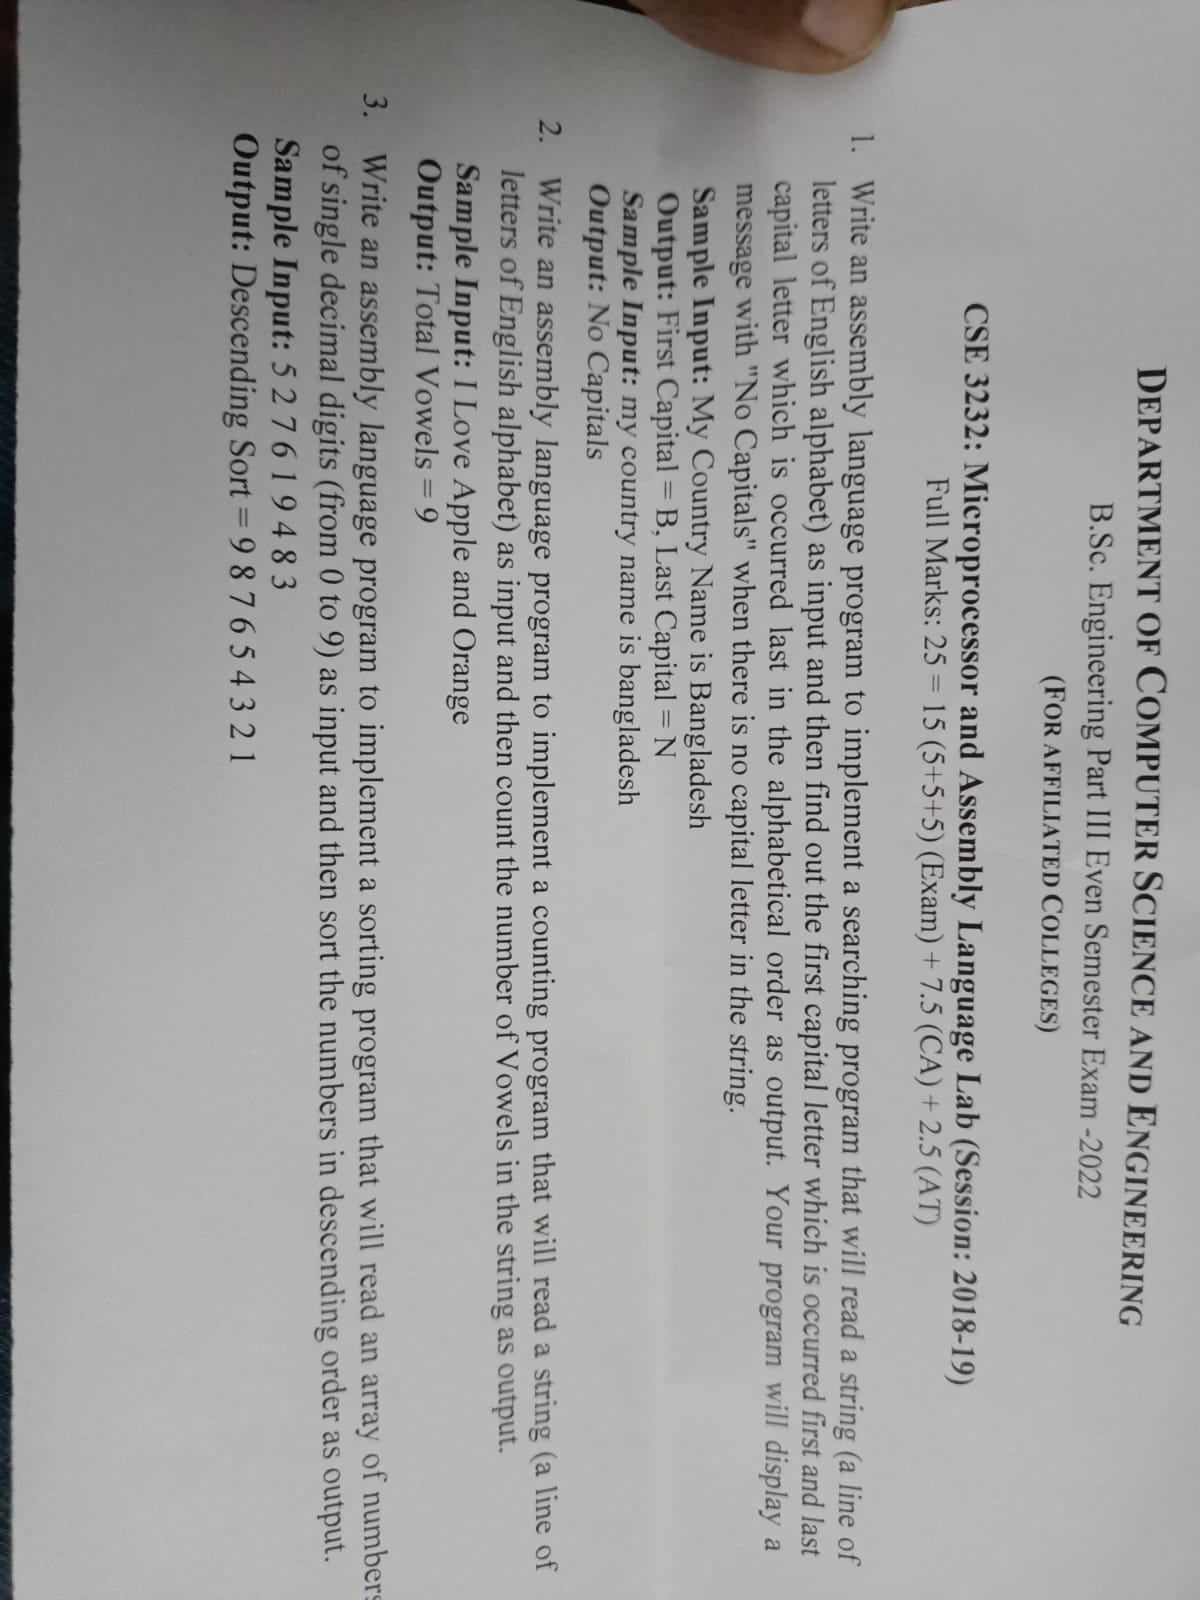 DEPARTMENT OF COMPUTER SCIENCE AND ENGINEERING
B.Sc. Engineering Part III Even Semester Exam -2022
(FOR AFFILIATED COLLEGES)
CSE 3232: Microprocessor and Assembly Language Lab (Session: 2018-19)
Full Marks: 25 = 15 (5+5+5) (Exam) + 7.5 (CA) + 2.5 (AT)
1. Write an assembly language program to implement a searching program that will read a string (a line of
letters of English alphabet) as input and then find out the first capital letter which is occurred first and last
capital letter which is occurred last in the alphabetical order as output. Your program will display a
message with "No Capitals" when there is no capital letter in the string.
Sample Input: My Country Name is Bangladesh
Output: First Capital = B, Last Capital = N
Sample Input: my country name is bangladesh
Output: No Capitals
2. Write an assembly language program to implement a counting program that will read a string (a line of
letters of English alphabet) as input and then count the number of Vowels in the string as output.
Sample Input: I Love Apple and Orange
Output: Total Vowels = 9
3. Write an assembly language program to implement a sorting program that will read an array of numbers
of single decimal digits (from 0 to 9) as input and then sort the numbers in descending order as output.
Sample Input: 5 2 7 6 1 9 4 8 3
Output: Descending Sort = 9 8 7 6 5 4 3 2 1